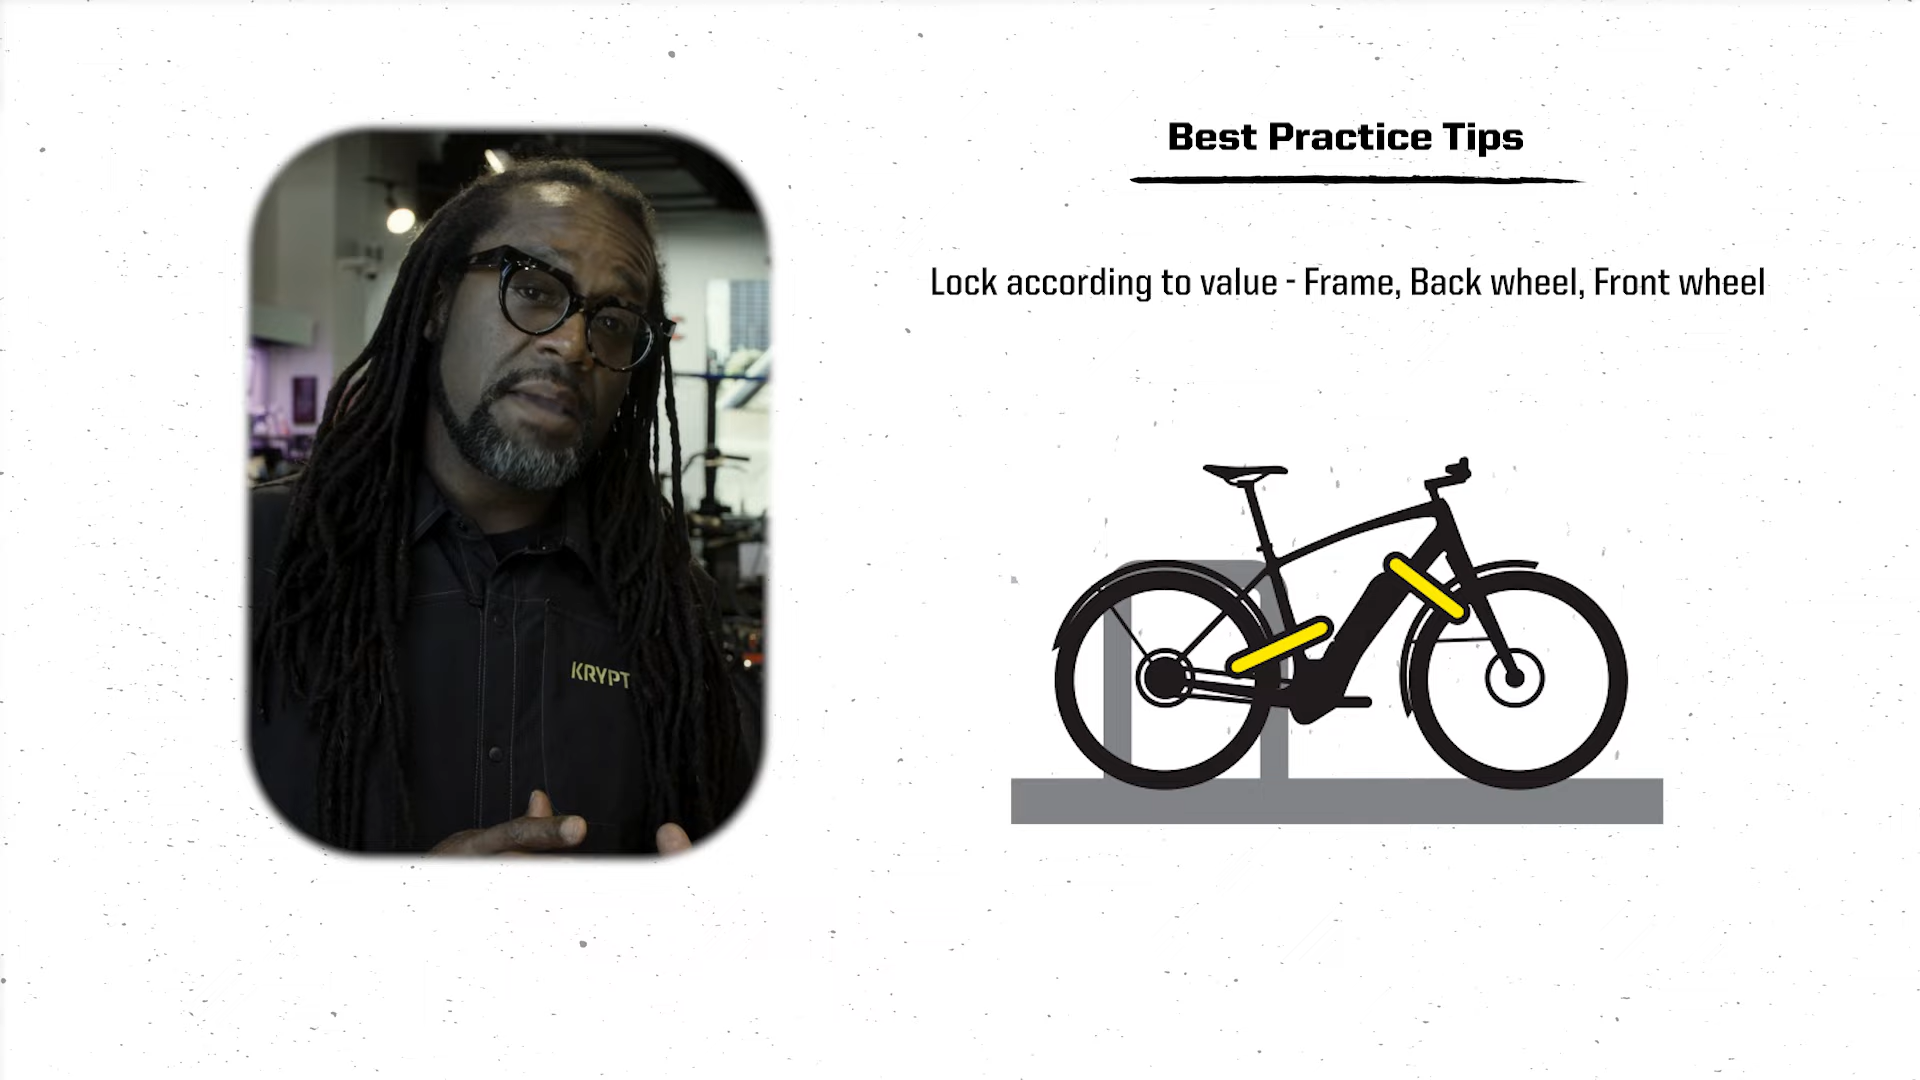 Best Practice Tips
Lock according to value - Frame, Back wheel, Front wheel
KRYPT